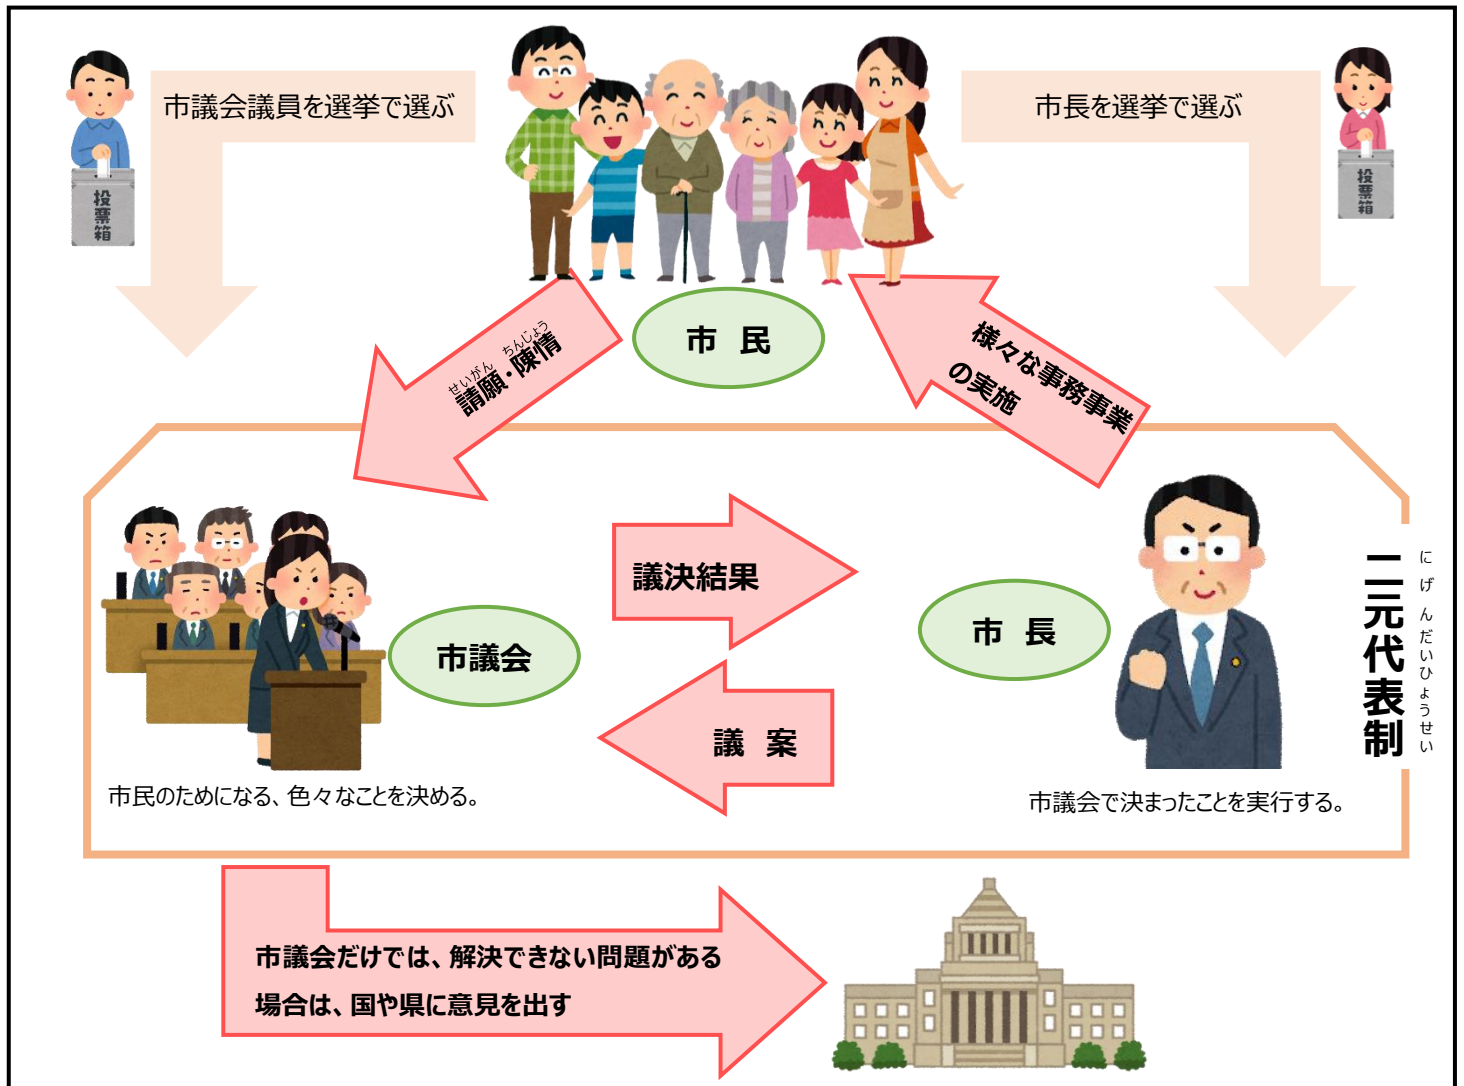 市議会議員を選挙で選ぶ
市長を選挙で選ぶ
投票箱
投票箱
市 民
せいがん ちんじょう
請願・陳情
様々な事務事業
の実施
議決結果
市議会
市 長
議 案
にげんだいひょうせい
二元代表制
市民のためになる、色々なことを決める。
市議会で決まったことを実行する。
市議会だけでは、解決できない問題がある
場合は、国や県に意見を出す